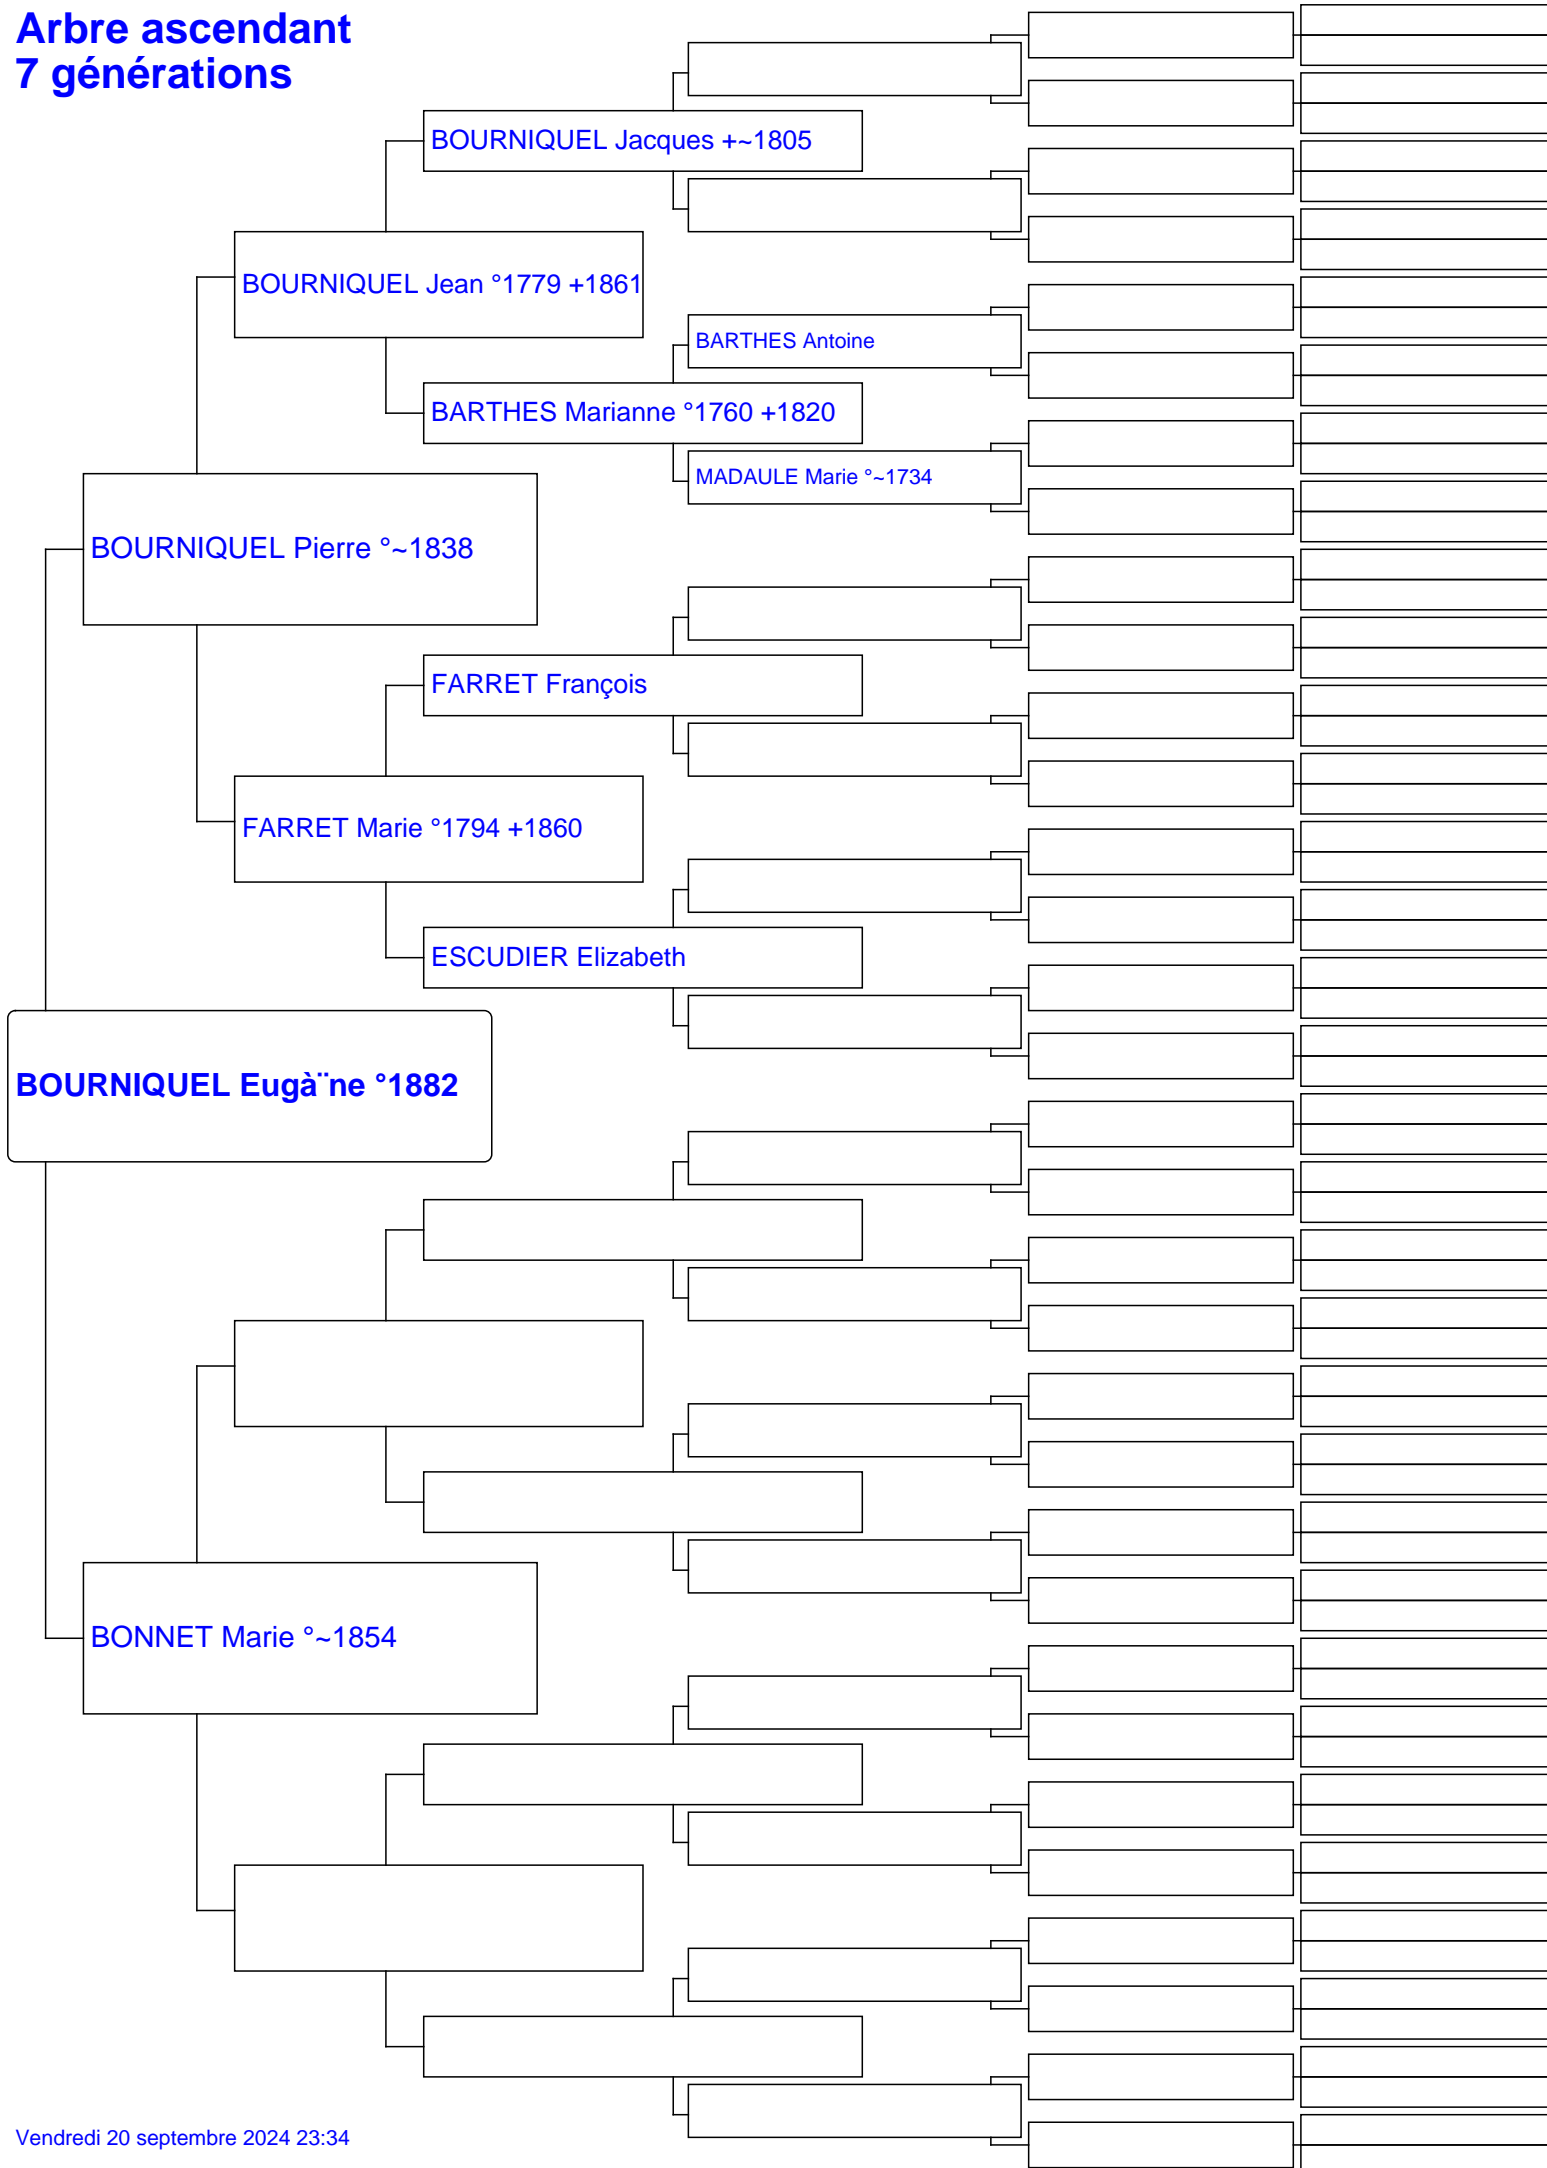 Arbre ascendant
7 générations
BOURNIQUEL Jacques +~1805
BOURNIQUEL Jean °1779 +1861
BARTHES Antoine
BARTHES Marianne °1760 +1820
MADAULE Marie °~1734
BOURNIQUEL Pierre °~1838
FARRET François
FARRET Marie °1794 +1860
ESCUDIER Elizabeth
BOURNIQUEL Eugà¨ne °1882
BONNET Marie °~1854
Vendredi 20 septembre 2024 23:34